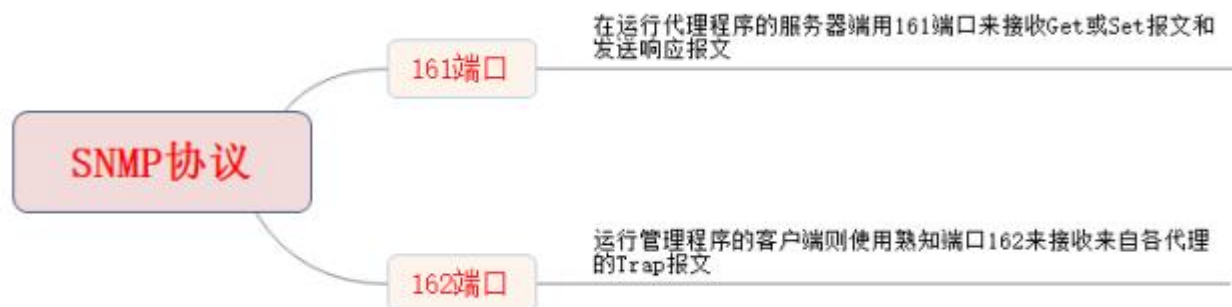 在运行代理程序的服务器端用161端口来接收Get或Set报文和
发送响应报文
161端口
SNMP协议
运行管理程序的客户端则使用熟知端口162来接收来自各代理
的Trap报文
162端口